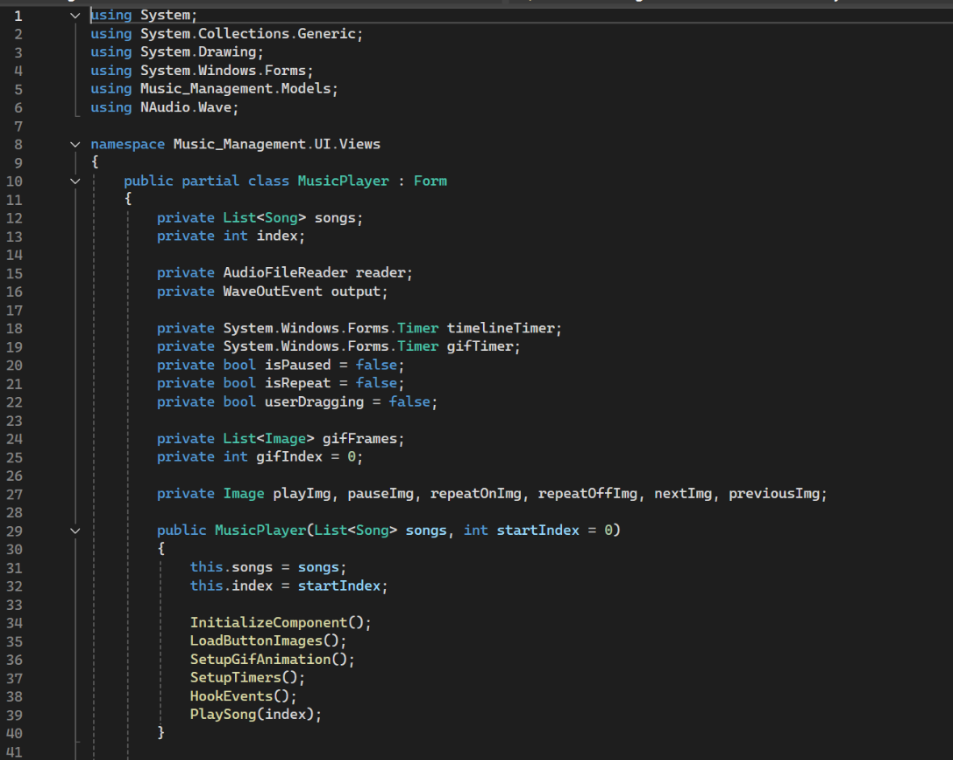 1 using System;
2 using System.Collections.Generic;
3 using System.Drawing;
4 using System.Windows.Forms;
5 using Music_Management.Models;
6 using NAudio.Wave;
7
8 namespace Music_Management.UI.Views
9 {
10 public partial class MusicPlayer : Form
11 {
12 private List<Song> songs;
13 private int index;
14
15 private AudioFileReader reader;
16 private WaveOutEvent output;
17
18 private System.Windows.Forms.Timer timelineTimer;
19 private System.Windows.Forms.Timer gifTimer;
20 private bool isPaused = false;
21 private bool isRepeat = false;
22 private bool userDragging = false;
23
24 private List<Image> gifFrames;
25 private int gifIndex = 0;
26
27 private Image playImg, pauseImg, repeatOnImg, repeatOffImg, nextImg, previousImg;
28
29 public MusicPlayer(List<Song> songs, int startIndex = 0)
30 {
31 this.songs = songs;
32 this.index = startIndex;
33
34 InitializeComponent();
35 LoadButtonImages();
36 SetupGifAnimation();
37 SetupTimers();
38 HookEvents();
39 PlaySong(index);
40 }
41